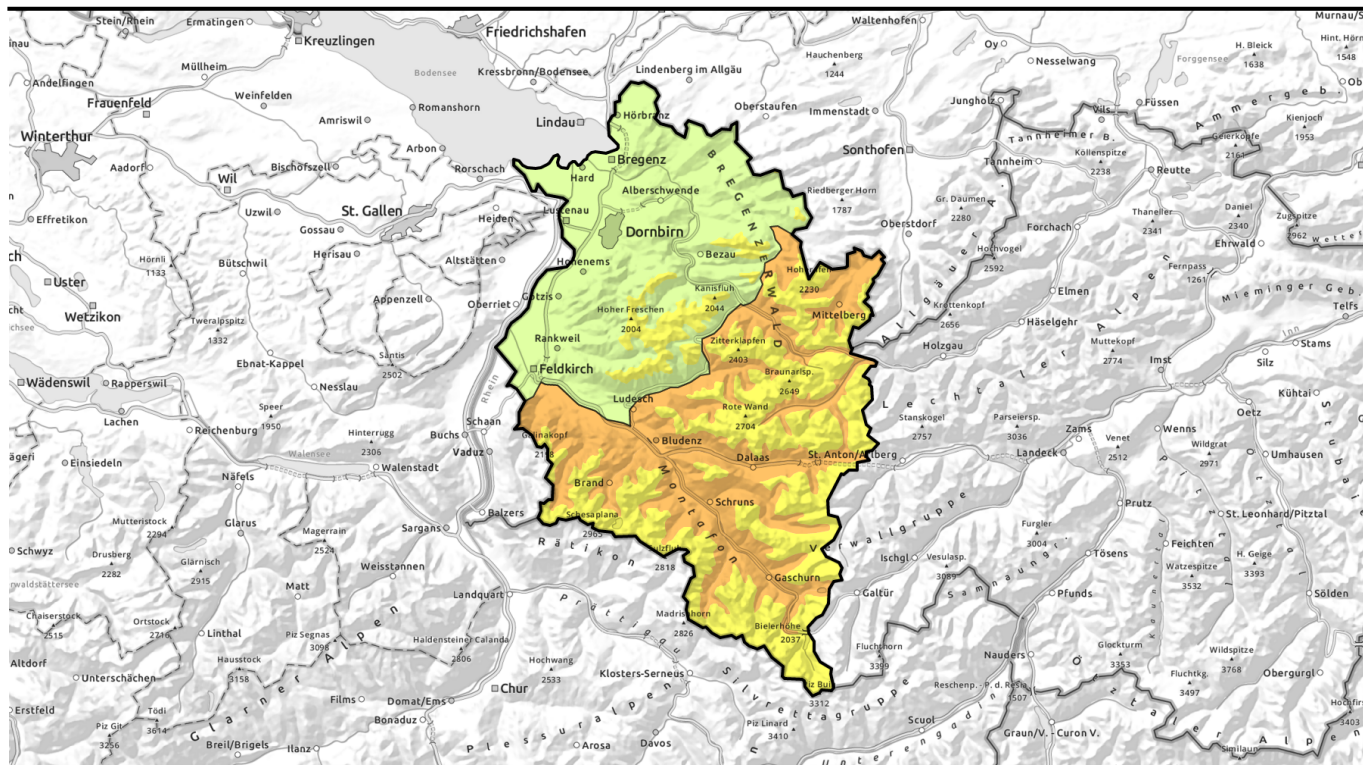 Stein/Rhein
Ermatingen
Kreuzlingen
Friedrichshafen
Waltenhofen
Murnau/S
Hint. Hörn
1548
H. Bleick
1638
Oy
Nesselwang
Forggensee
Hauchenberg
1244
Müllheim
Bodensee
Kressbronn/Bodensee
Lindenberg im Allgäu
Andelfingen
Frauenfeld
Weinfelden
Romanshorn
Oberstaufen
Immenstadt
Jungholz
Vils
Füssen
Ammergeb.
Kienjoch
1953
Geierköpfe
2161
Winterthur
Amriswil
Lindau
Hörbranz
Tannheimer B.
Sonthofen
Tannheim
Köllenspitze
2238
Reutte
Aadorf
Bischofszell
Arbon
Rorschach
Bregenz
Hard
Wil
Alberschwende
BREGENZERWALD
Riedberger Horn
1787
Gr. Daumen
2280
Thaneller
2341
Daniel
2340
Zugspitze
2962
Effretikon
Uzwil
St. Gallen
Heiden
Lustenau
Dornbirn
Oberstdorf
Forchach
Ehrwald
Gossau
Herisau
Altstätten
Hohenems
Bezau
Hochvogel
2592
Fernpass
1261
Hörnli
1133
Bütschwil
Uster
Appenzell
Oberriet
Götzis
Hoher Freschen
2004
Kanisfluh
2044
2230
Mittelberg
Krottenkopf
2656
Elmen
Mieminger Geb
Telfs
Wetzikon
Tweralpspitz
1332
Häselgehr
Allgäuer A.
Lechtaler Alpen
Rankweil
Zitterklapfen
2403
Holzgau
Muttekopf
2774
Imst
Inn
Stams
Silz
Ebnat-Kappel
Säntis
2502
Feldkirch
Braunarlsp.
2649
Wädenswil
Rapperswil
Nesslau
Rhein
Kühtai
Lachen
Speer
1950
Schaan
Ludesch
Rote Wand
2704
Stanskogel
2757
Parseiersp.
3036
Oetz
Reichenburg
Hinterrugg
2306
Buchs
Vaduz
Bludenz
Zams
Landeck
Venet
2512
Wenns
Wildgrat
2971
Umhausen
Einsiedeln
Walensee
Walenstadt
Dalaas
St. Anton/Arlberg
Näfels
Brand
Montafon
Schruns
Prutz
Mutteristock
2294
Glarus
Magerrain
2524
Sargans
Balzers
Schesaplana
2965
Verwallgruppe
Furgler
3004
St. Leonhard/Pitztal
Schwyz
Drusberg
2282
Glärnisch
2915
Rätikon
2818
Ischgl
Vesulasp.
3089
Samnaungr.
Tösens
Feichten
H. Geige
3393
Weisstannen
Gaschurn
Watzespitze
3532
Matt
Landquart
Galtür
Pfunds
Kaunertal
Sölden
Chaiserstock
2515
Ortstock
2716
Linthal
Piz Segnas
3098
Haldensteiner Calanda
2806
Prättigau
Madrisahorn
2826
Bielerhöhe
2037
Fluchthorn
3399
Glockturm
3353
Wildspitze
3768
Altdorf
Hausstock
3158
Hochwang
2533
Klosters-Serneus
Nauders
Obergurgl
Unterschächen
Glarner Alpen
Flims
Domat/Ems
Chur
Silvrettagruppe
3312
Reschenp. - P. d. Resia
1507
Fluchtkg.
3497
Erstfeld
Piz Git
3256
Tödi
3614
Bonaduz
Piz Linard
3410
Scuol
Ötztaler Alpen
Hochfirs
3403
Breil/Brigels
Ilanz
Plessuralpen
Arosa
Davos
Unterengadin
Graun/V. - Curon V.
Similaun